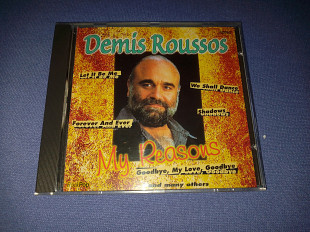 Demis Roussos
Let It Be Me
We Shall Dance
Shadows
Forever And Ever
My Reasons
Goodbye, My Love, Goodbye
and many others